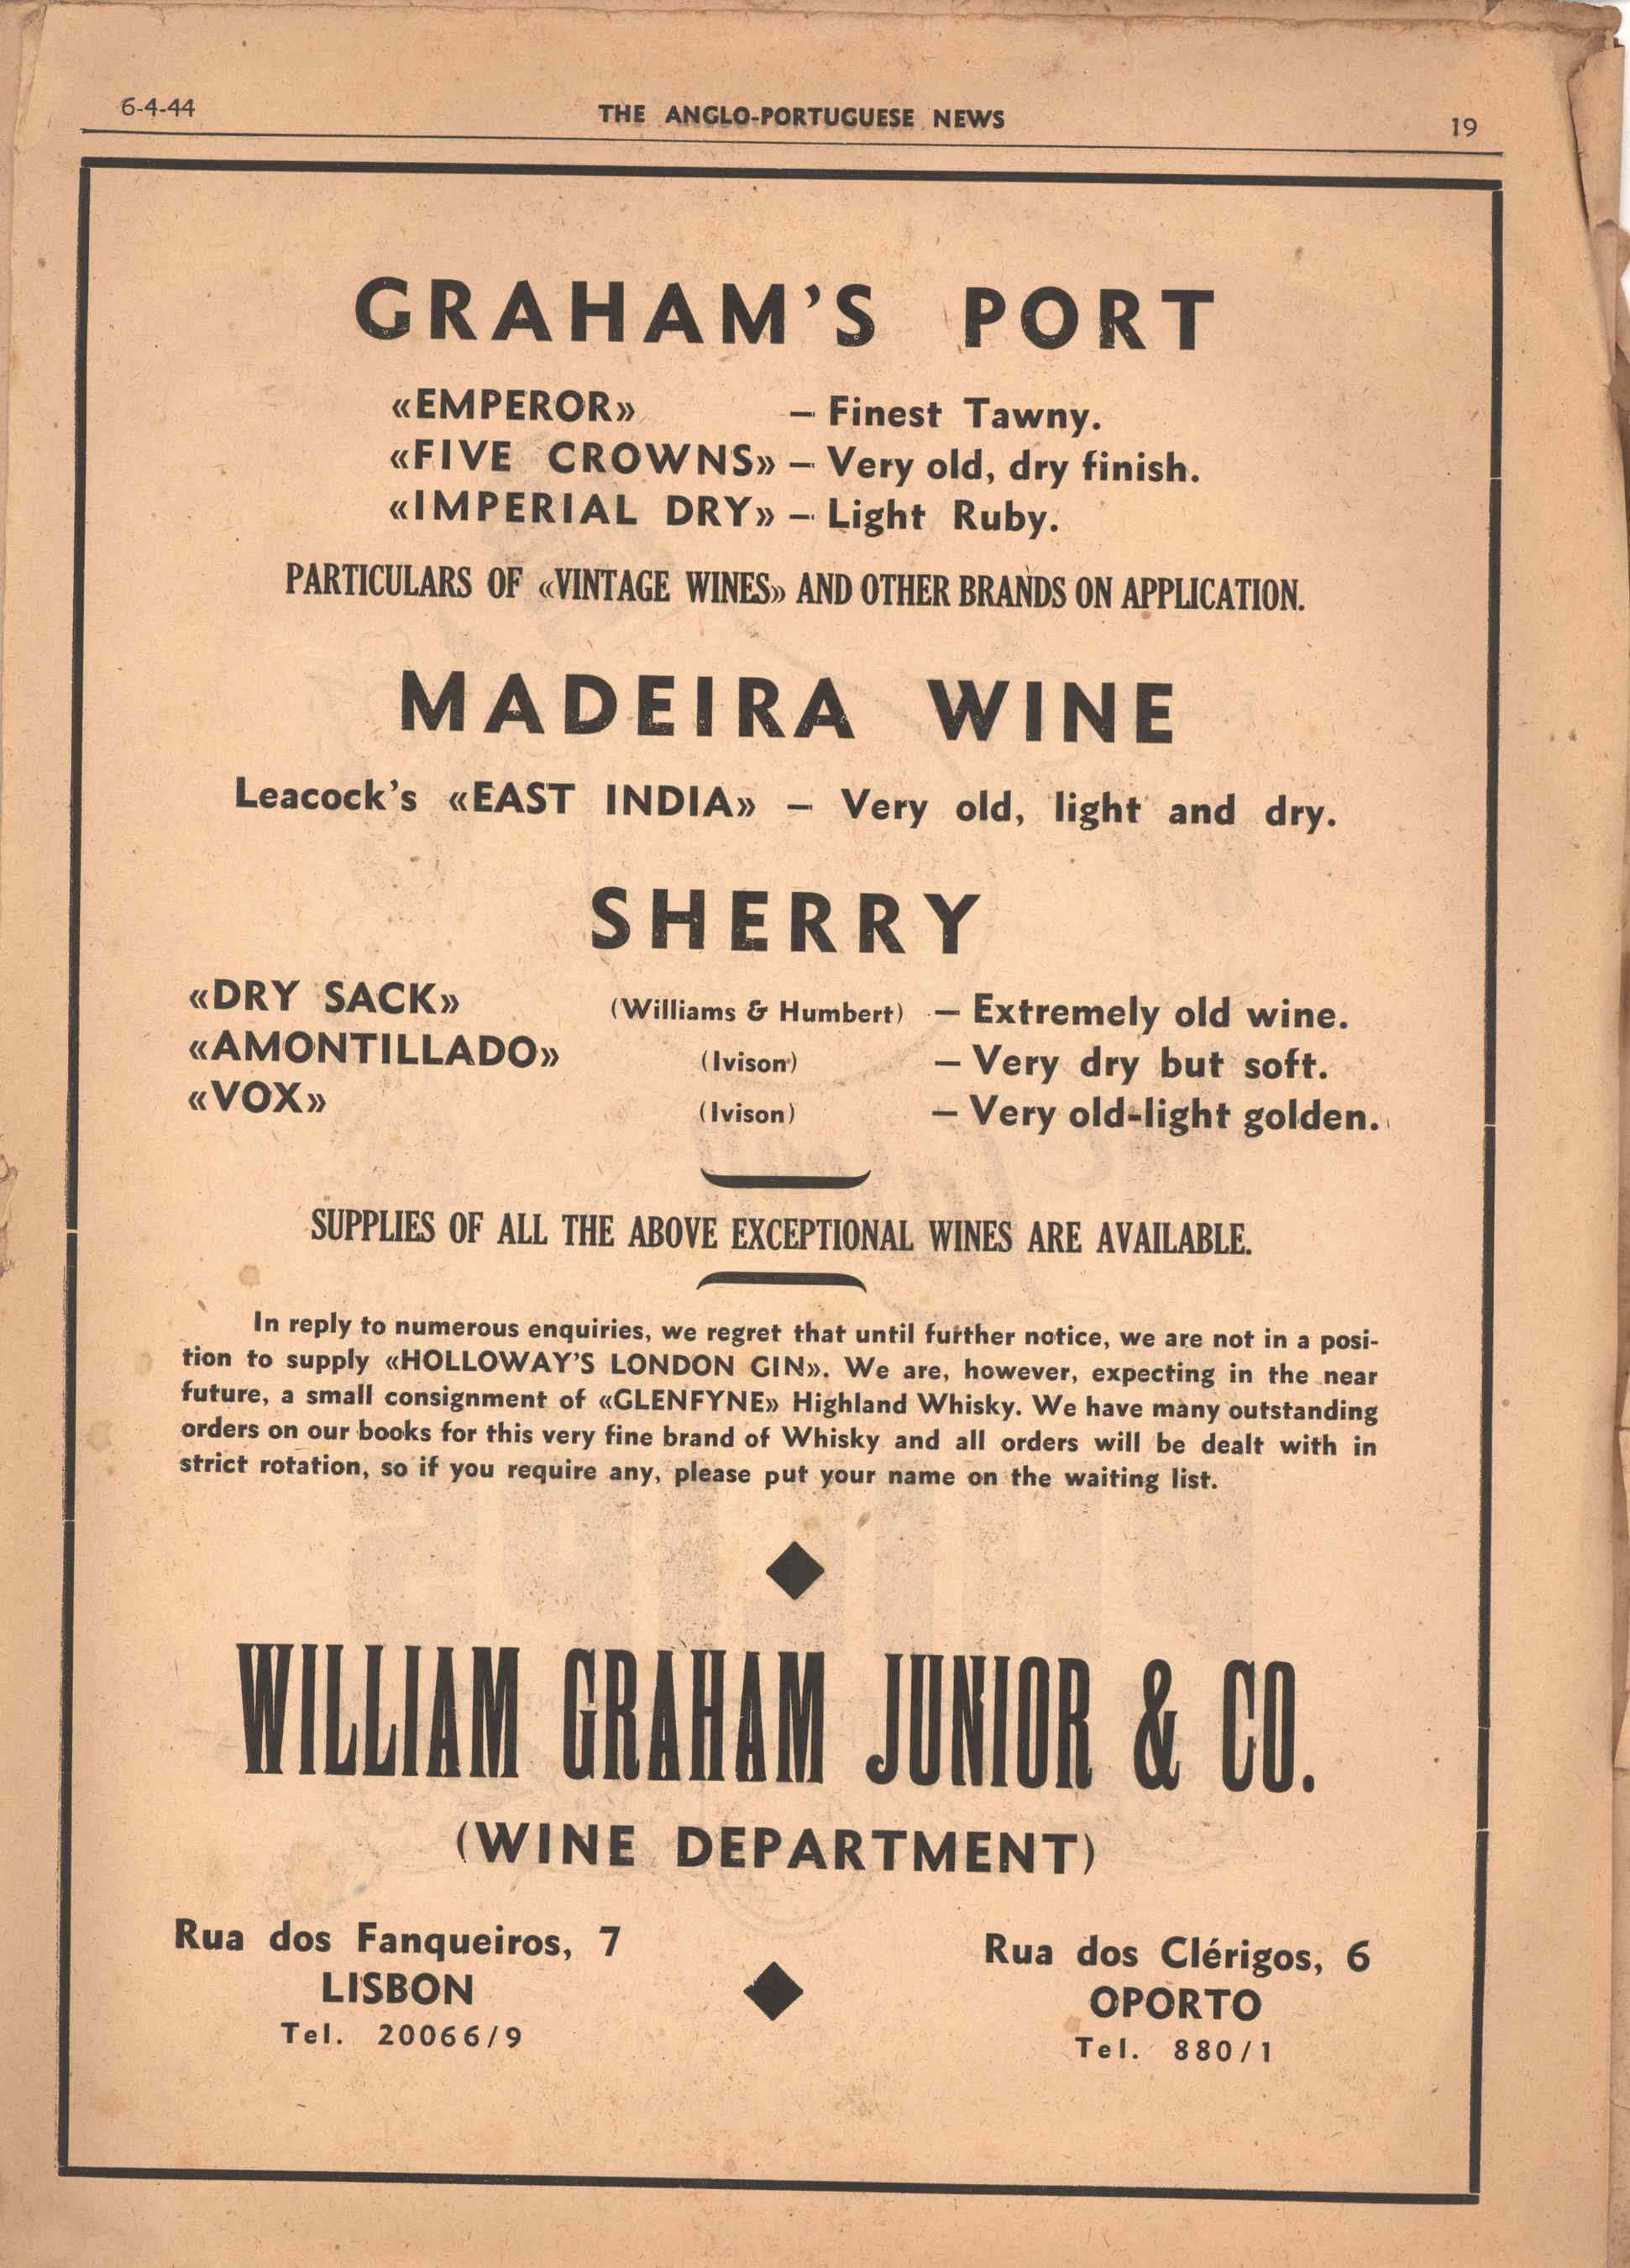 6-4-44 THE ANGLO-PORTUGUESE NEWS 19
GRAHAM'S PORT
«EMPEROR» — Finest Tawny.
«FIVE CROWNS» — Very old, dry finish.
«IMPERIAL DRY» — Light Ruby.
PARTICULARS OF «VINTAGE WINES» AND OTHER BRANDS ON APPLICATION.
MADEIRA WINE
Leacock's «EAST INDIA» — Very old, light and dry.
SHERRY
«DRY SACK» (Williams & Humbert) — Extremely old wine.
«AMONTILLADO» (Ivison) — Very dry but soft.
«VOX» (Ivison) — Very old-light golden.
SUPPLIES OF ALL THE ABOVE EXCEPTIONAL WINES ARE AVAILABLE.
In reply to numerous enquiries, we regret that until further notice, we are not in a posi-
tion to supply «HOLLOWAY'S LONDON GIN». We are, however, expecting in the near
future, a small consignment of «GLENFYNE» Highland Whisky. We have many outstanding
orders on our books for this very fine brand of Whisky and all orders will be dealt with in
strict rotation, so if you require any, please put your name on the waiting list.
WILLIAM GRAHAM JUNIOR & CO.
(WINE DEPARTMENT)
Rua dos Fanqueiros, 7
LISBON
Tel. 20066/9
Rua dos Clérigos, 6
OPORTO
Tel. 880/1